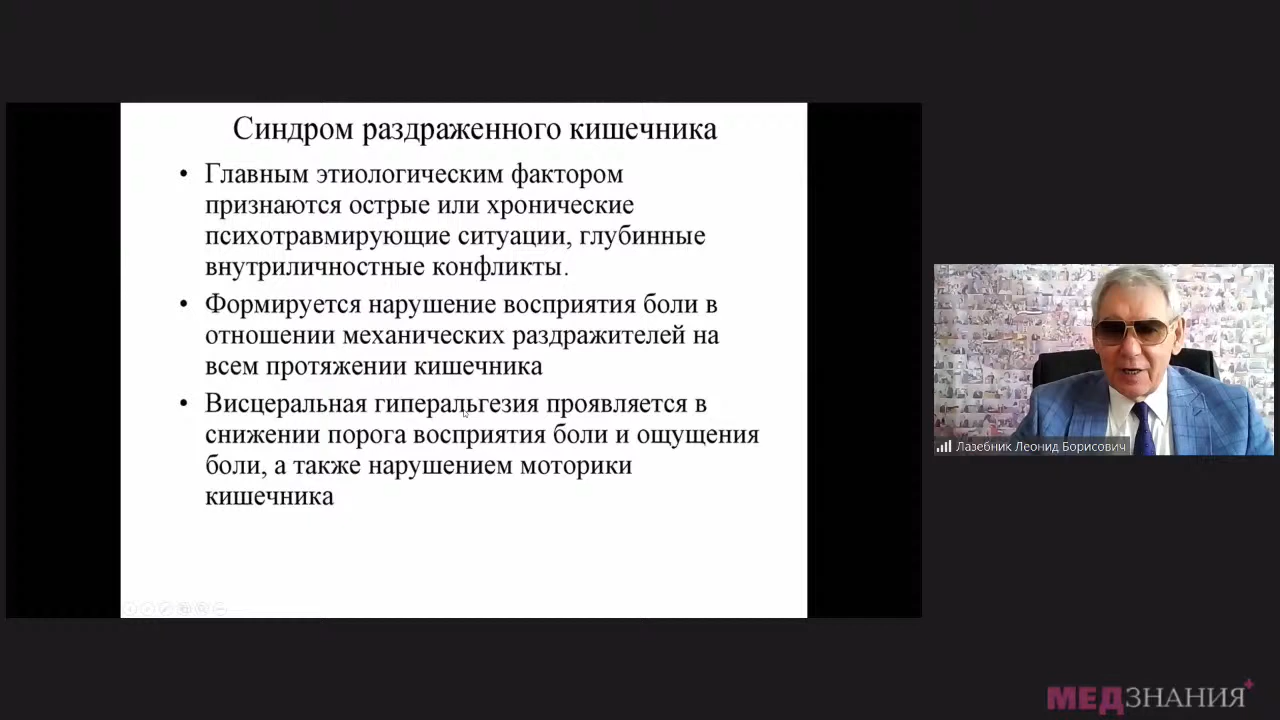 Синдром раздраженного кишечника
• Главным этиологическим фактором
признаются острые или хронические
психотравмирующие ситуации, глубинные
внутриличностные конфликты.
• Формируется нарушение восприятия боли в
отношении механических раздражителей на
всем протяжении кишечника
• Висцеральная гиперальгезия проявляется в
снижении порога восприятия боли и ощущения
боли, а также нарушением моторики
кишечника
Лазебник Леонид Борисович
МЕДЗНАНИЯ+